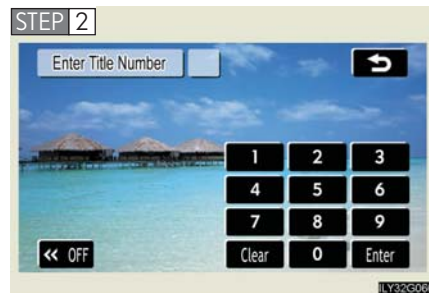 STEP 2
Enter Title Number
1 2 3
4 5 6
7 8 9
« OFF Clear 0 Enter
ILY32G06